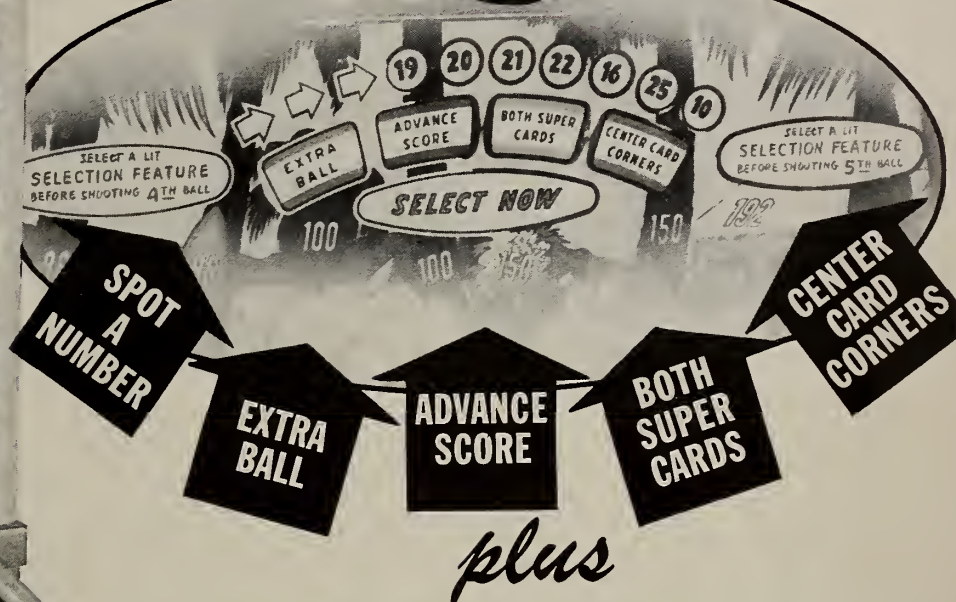 19 20 21 22 16 25 10
EXTRA
BALL
ADVANCE
SCORE
BOTH SUPER
CARDS
CENTER CARD
CORNERS
SELECT A LIT
SELECTION FEATURE
BEFORE SHOOTING 4TH BALL
SELECT NOW
SELECT A LIT
SELECTION FEATURE
BEFORE SHOOTING 5TH BALL
100
100
150
150
192
SPOT
A
NUMBER
EXTRA
BALL
ADVANCE
SCORE
BOTH
SUPER
CARDS
CENTER
CARD
CORNERS
plus